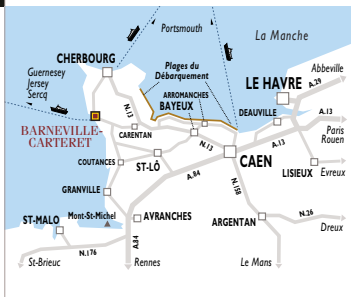 Portsmouth
La Manche
CHERBOURG
Plages du
Débarquement
Abbeville
Guernesey
Jersey
Sercq
LE HAVRE
A.29
ARROMANCHES
BAYEUX
DEAUVILLE
A.13
N.13
Paris
Rouen
BARNEVILLE-
CARTERET
CARENTAN
N.13
A.13
CAEN
COUTANCES
ST-LÔ
LISIEUX
Evreux
A.84
N.158
GRANVILLE
ST-MALO
Mont-St-Michel
AVRANCHES
ARGENTAN
N.26
Dreux
A.84
N.176
St-Brieuc
Rennes
Le Mans